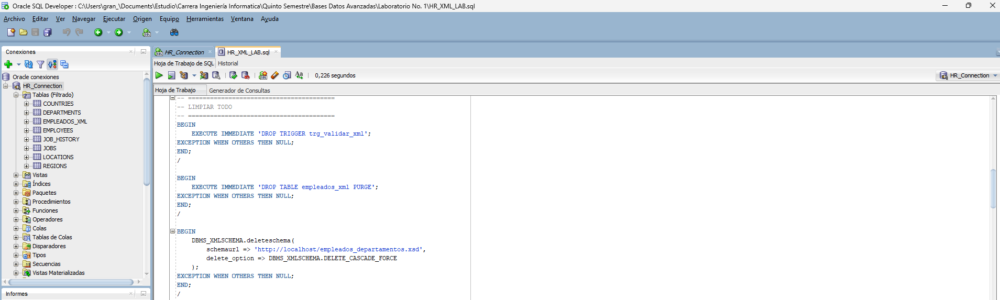 Oracle SQL Developer : C:\Users\gran_\Documents\Estudio\Carrera Ingeniería Informatica\Quinto Semestre\Bases Datos Avanzadas\Laboratorio No. 1\HR_XML_LAB.sql
Archivo Editar Ver Navegar Ejecutar Origen Equipo Herramientas Ventana Ayuda
Conexiones
Oracle conexiones
HR_Connection
Tablas (Filtrado)
COUNTRIES
DEPARTMENTS
EMPLEADOS_XML
EMPLOYEES
JOB_HISTORY
JOBS
LOCATIONS
REGIONS
Vistas
Índices
Paquetes
Procedimientos
Funciones
Operadores
Colas
Tablas de Colas
Disparadores
Tipos
Secuencias
Vistas Materializadas
Informes
HR_Connection HR_XML_LAB.sql
Hoja de Trabajo de SQL Historial
0,226 segundos
HR_Connection
Hoja de Trabajo Generador de Consultas
-- ========================================
-- LIMPIAR TODO
-- ========================================
BEGIN
    EXECUTE IMMEDIATE 'DROP TRIGGER trg_validar_xml';
EXCEPTION WHEN OTHERS THEN NULL;
END;
/
BEGIN
    EXECUTE IMMEDIATE 'DROP TABLE empleados_xml PURGE';
EXCEPTION WHEN OTHERS THEN NULL;
END;
/
BEGIN
    DBMS_XMLSCHEMA.deleteschema(
        schemaurl => 'http://localhost/empleados_departamentos.xsd',
        delete_option => DBMS_XMLSCHEMA.DELETE_CASCADE_FORCE
    );
EXCEPTION WHEN OTHERS THEN NULL;
END;
/